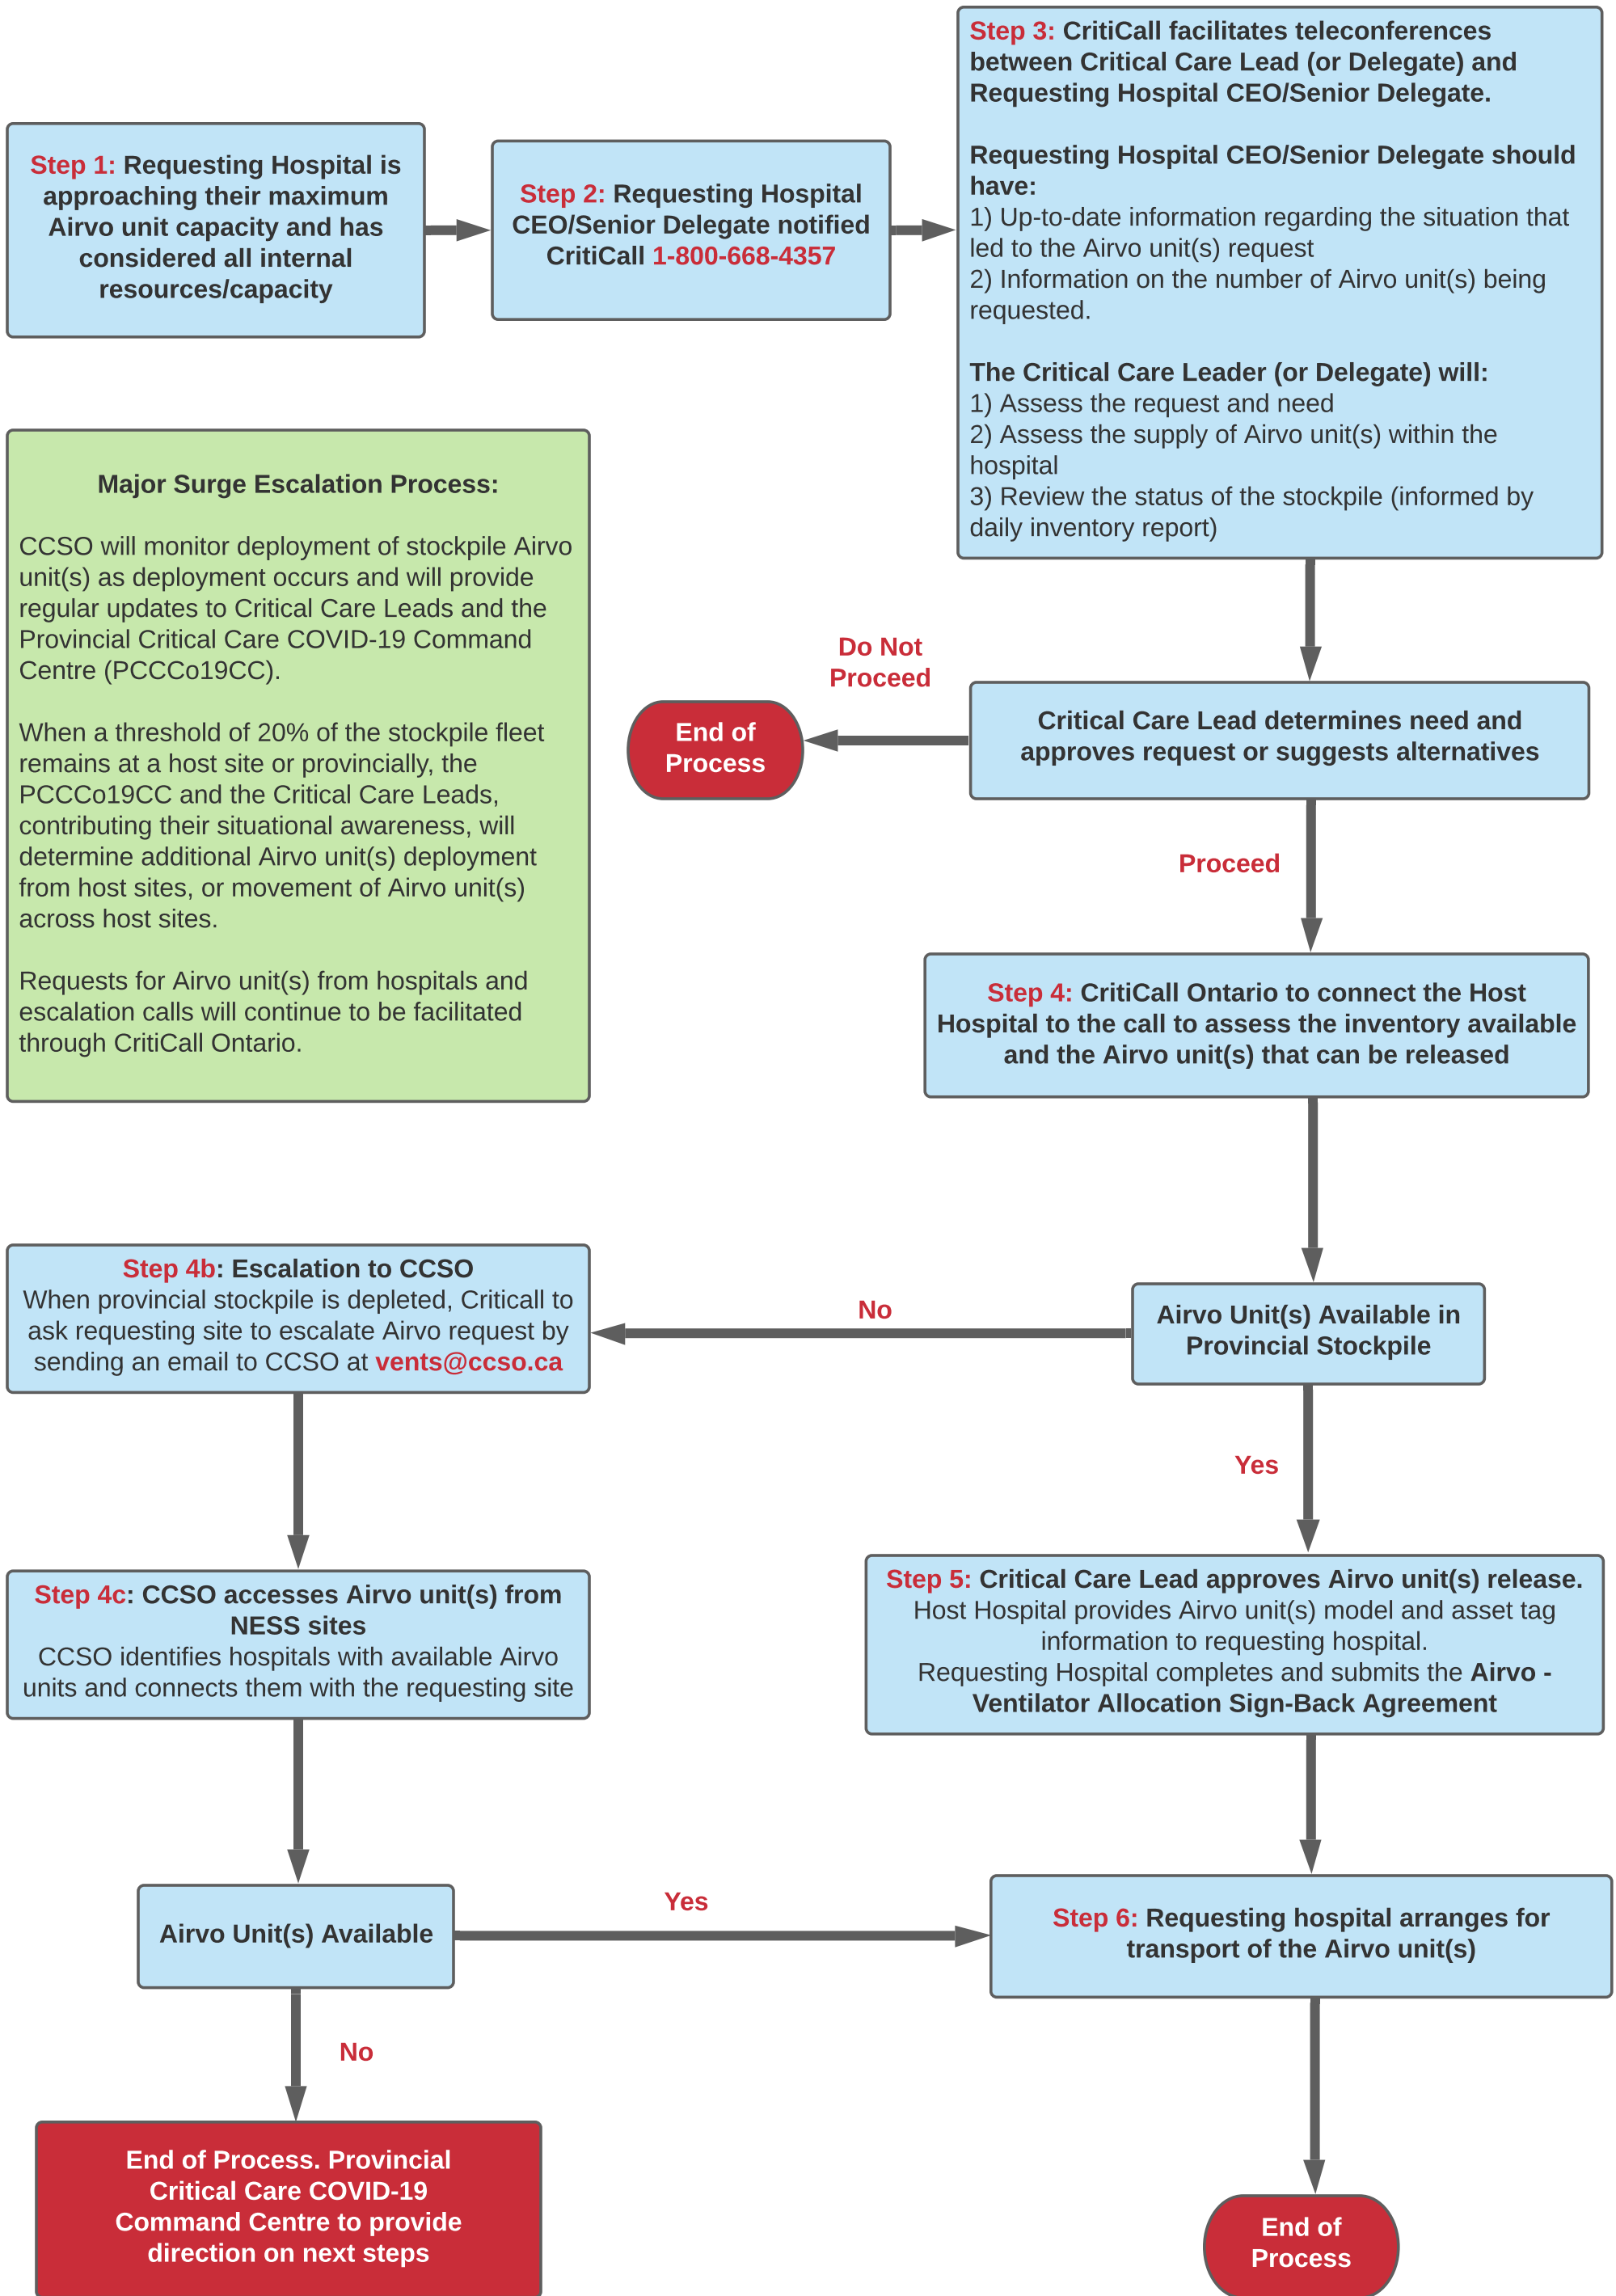 Step 1: Requesting Hospital is
approaching their maximum
Airvo unit capacity and has
considered all internal
resources/capacity
Step 2: Requesting Hospital
CEO/Senior Delegate notified
CritiCall 1-800-668-4357
Step 3: CritiCall facilitates teleconferences
between Critical Care Lead (or Delegate) and
Requesting Hospital CEO/Senior Delegate.
Requesting Hospital CEO/Senior Delegate should
have:
1) Up-to-date information regarding the situation that
led to the Airvo unit(s) request
2) Information on the number of Airvo unit(s) being
requested.
The Critical Care Leader (or Delegate) will:
1) Assess the request and need
2) Assess the supply of Airvo unit(s) within the
hospital
3) Review the status of the stockpile (informed by
daily inventory report)
Major Surge Escalation Process:
CCSO will monitor deployment of stockpile Airvo
unit(s) as deployment occurs and will provide
regular updates to Critical Care Leads and the
Provincial Critical Care COVID-19 Command
Centre (PCCCo19CC).
When a threshold of 20% of the stockpile fleet
remains at a host site or provincially, the
PCCCo19CC and the Critical Care Leads,
contributing their situational awareness, will
determine additional Airvo unit(s) deployment
from host sites, or movement of Airvo unit(s)
across host sites.
Requests for Airvo unit(s) from hospitals and
escalation calls will continue to be facilitated
through CritiCall Ontario.
Do Not
Proceed
End of
Process
Critical Care Lead determines need and
approves request or suggests alternatives
Proceed
Step 4: CritiCall Ontario to connect the Host
Hospital to the call to assess the inventory available
and the Airvo unit(s) that can be released
Step 4b: Escalation to CCSO
When provincial stockpile is depleted, Criticall to
ask requesting site to escalate Airvo request by
sending an email to CCSO at vents@ccso.ca
No
Airvo Unit(s) Available in
Provincial Stockpile
Yes
Step 4c: CCSO accesses Airvo unit(s) from
NESS sites
CCSO identifies hospitals with available Airvo
units and connects them with the requesting site
Step 5: Critical Care Lead approves Airvo unit(s) release.
Host Hospital provides Airvo unit(s) model and asset tag
information to requesting hospital.
Requesting Hospital completes and submits the Airvo -
Ventilator Allocation Sign-Back Agreement
Airvo Unit(s) Available
Yes
Step 6: Requesting hospital arranges for
transport of the Airvo unit(s)
No
End of Process. Provincial
Critical Care COVID-19
Command Centre to provide
direction on next steps
End of
Process